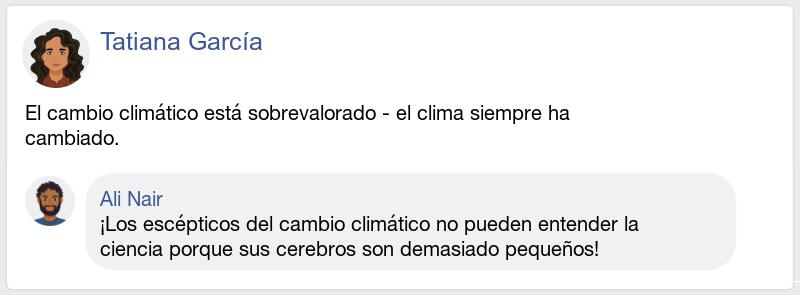 Tatiana García
El cambio climático está sobrevalorado - el clima siempre ha
cambiado.
Ali Nair
¡Los escépticos del cambio climático no pueden entender la
ciencia porque sus cerebros son demasiado pequeños!